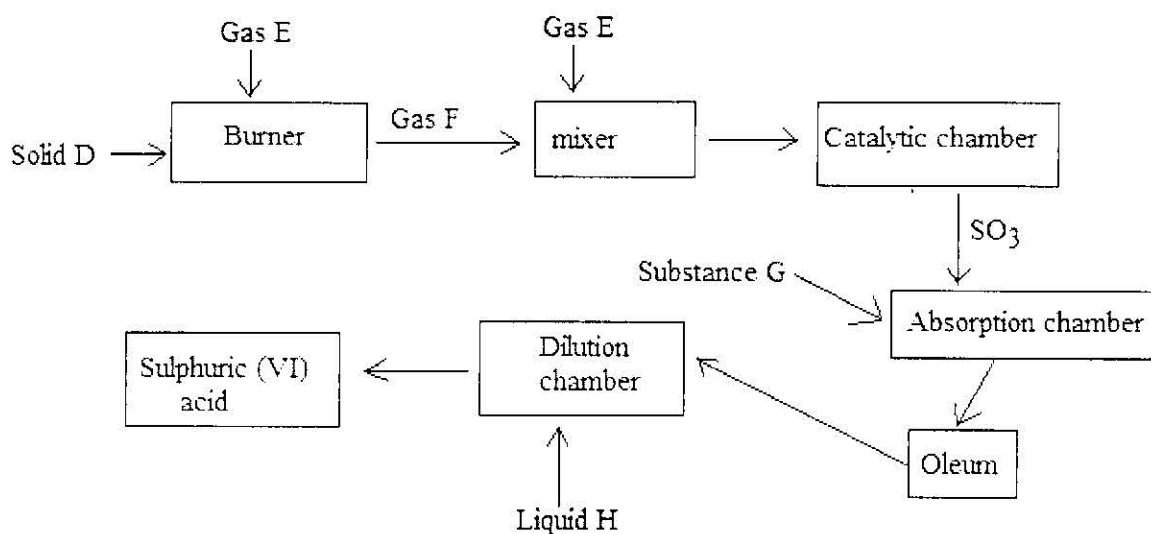 Gas E
Gas E
Solid D
Burner
Gas F
mixer
Catalytic chamber
SO₃
Substance G
Absorption chamber
Sulphuric (VI)
acid
Dilution
chamber
Oleum
Liquid H